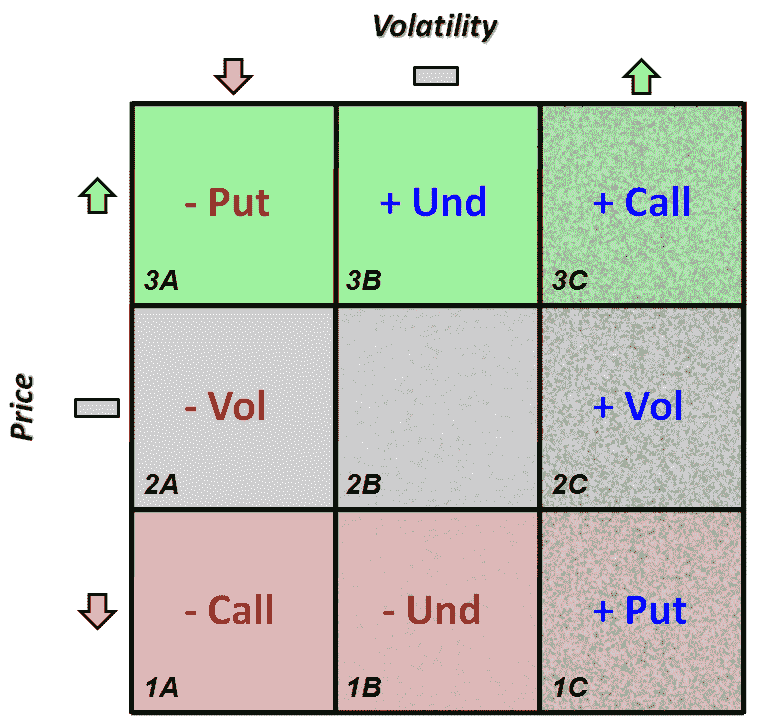 Volatility
- Put
+ Und
+ Call
3A
3B
3C
Price
- Vol
+ Vol
2A
2B
2C
- Call
- Und
+ Put
1A
1B
1C